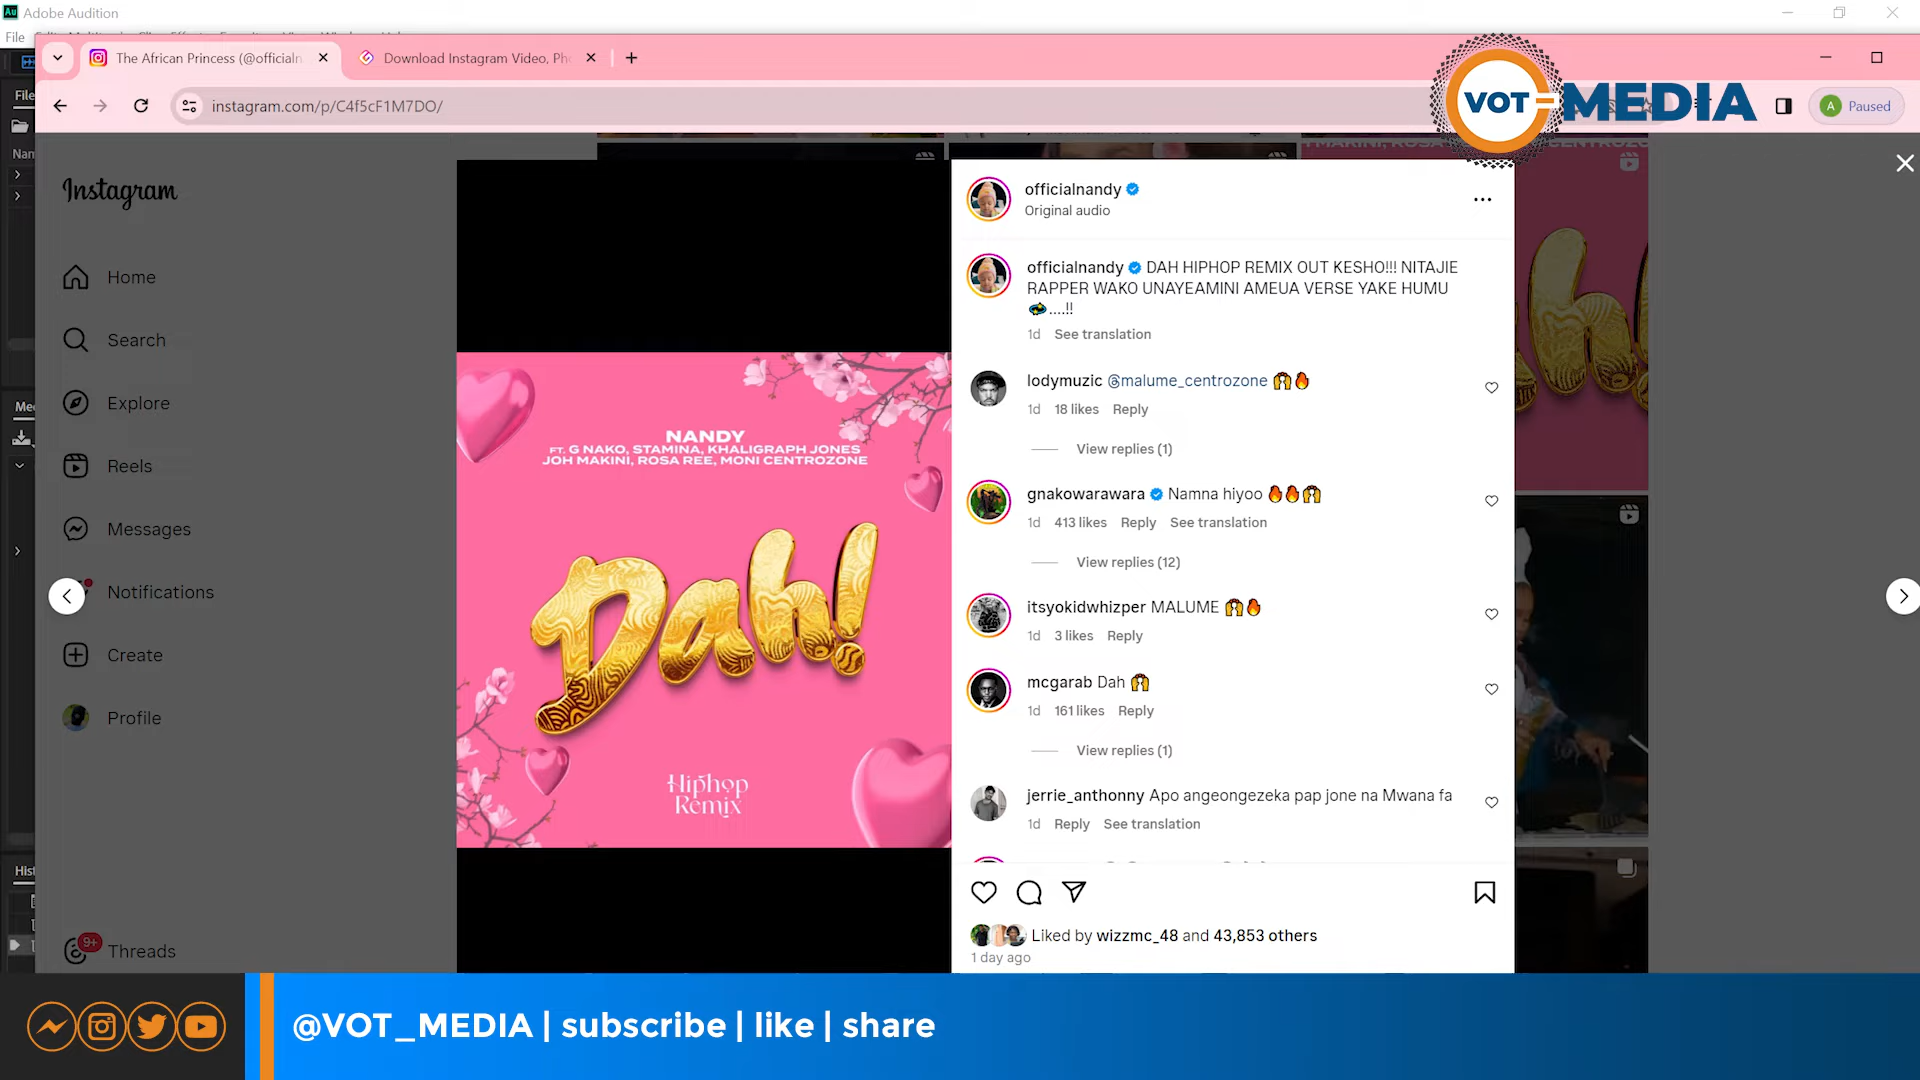 Adobe Audition
File
The African Princess (@officialn
Download Instagram Video, Ph
instagram.com/p/C4f5cF1M7DO/
A Paused
VOT MEDIA
File
Nam
Me
Hist
Instagram
Home
Search
Explore
Reels
Messages
Notifications
Create
Profile
9+ Threads
NANDY
FT. G NAKO, STAMINA, KHALIGRAPH JONES
JOH MAKINI, ROSA REE, MONI CENTROZONE
Dah!
Hiphop
Remix
officialnandy
Original audio
officialnandy DAH HIPHOP REMIX OUT KESHO!!! NITAJIE
RAPPER WAKO UNAYEAMINI AMEUA VERSE YAKE HUMU
....!!
1d See translation
lodymuzic @malume_centrozone
1d 18 likes Reply
View replies (1)
gnakowarawara Namna hiyoo
1d 413 likes Reply See translation
View replies (12)
itsyokidwhizper MALUME
1d 3 likes Reply
mcgarab Dah
1d 161 likes Reply
View replies (1)
jerrie_anthonny Apo angeongezeka pap jone na Mwana fa
1d Reply See translation
Liked by wizzmc_48 and 43,853 others
1 day ago
@VOT_MEDIA | subscribe | like | share